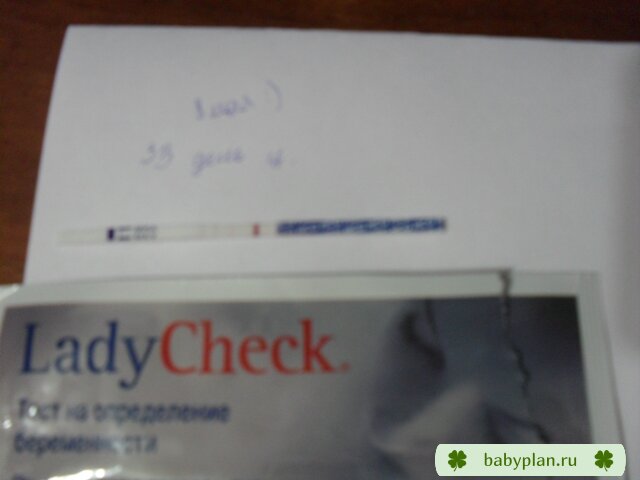 33 день ц.
LadyCheck
Тест на определение
беременности
babyplan.ru